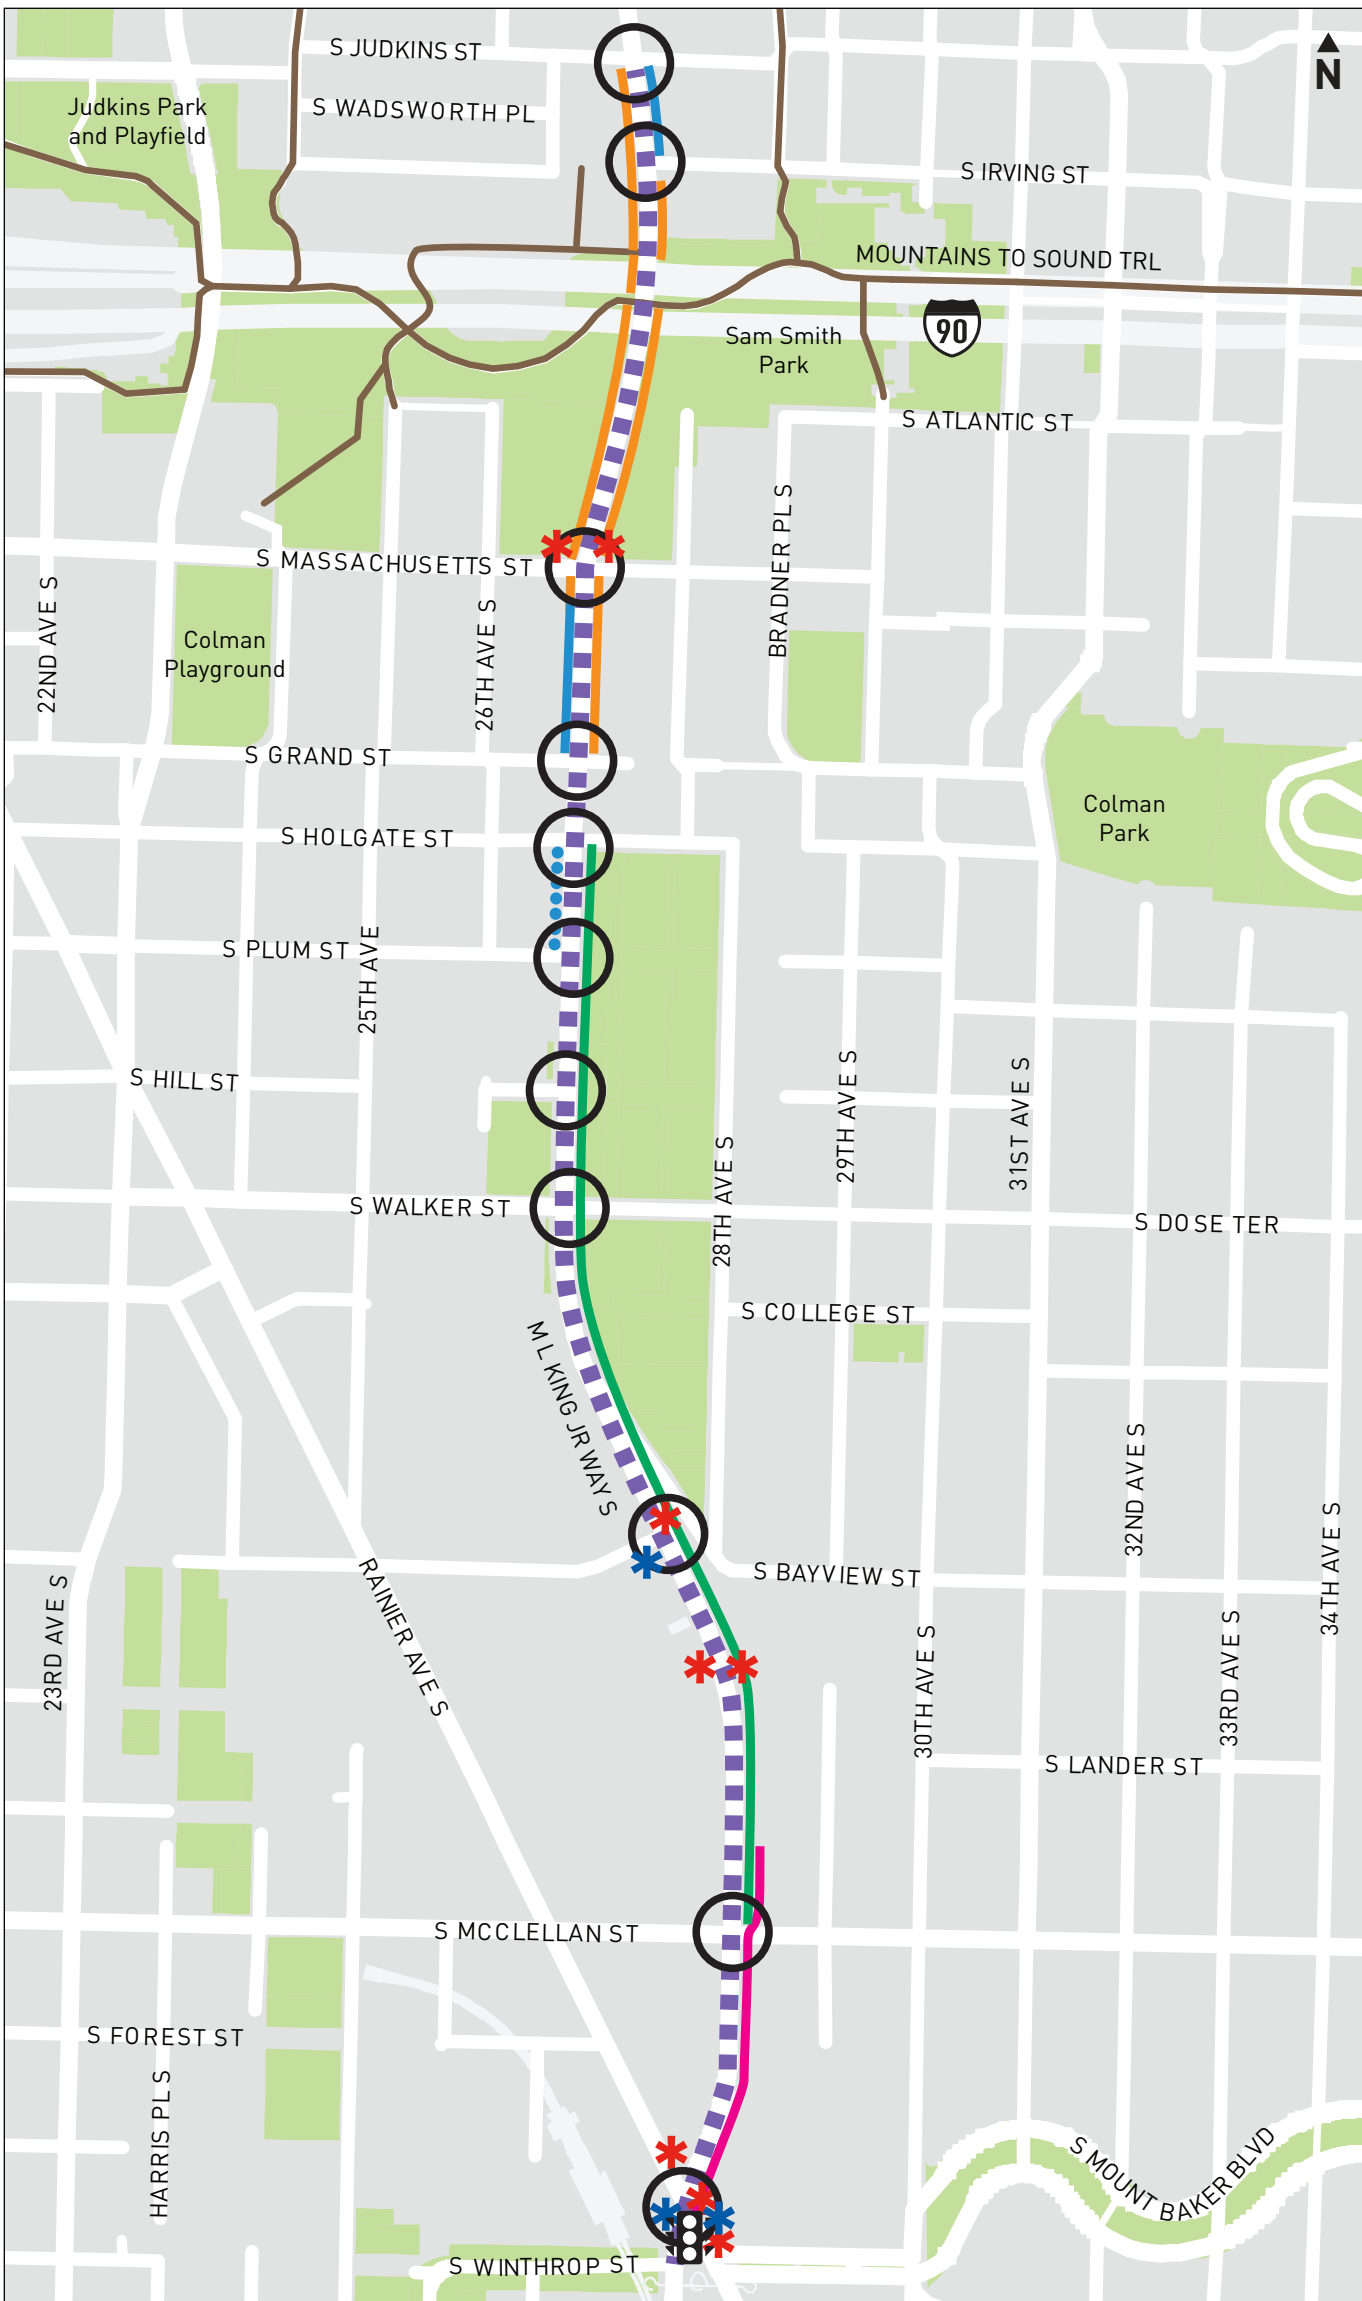 S JUDKINS ST
N
Judkins Park
and Playfield
S WADSWORTH PL
S IRVING ST
MOUNTAINS TO SOUND TRL
90
Sam Smith
Park
S ATLANTIC ST
BRADNER PL S
S MASSACHUSETTS ST
22ND AVE S
26TH AVE S
Colman
Playground
S GRAND ST
Colman
Park
S HOLGATE ST
S PLUM ST
25TH AVE
S HILL ST
29TH AVE S
31ST AVE S
28TH AVE S
S WALKER ST
S DOSE TER
S COLLEGE ST
M L KING JR WAY S
32ND AVE S
34TH AVE S
S BAYVIEW ST
RAINIER AVE S
23RD AVE S
30TH AVE S
33RD AVE S
S LANDER ST
S MCCLELLAN ST
S FOREST ST
HARRIS PL S
S MOUNT BAKER BLVD
S WINTHROP ST